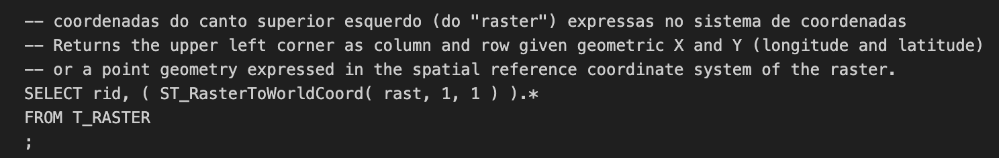 -- coordenadas do canto superior esquerdo (do "raster") expressas no sistema de coordenadas
-- Returns the upper left corner as column and row given geometric X and Y (longitude and latitude)
-- or a point geometry expressed in the spatial reference coordinate system of the raster.
SELECT rid, ( ST_RasterToWorldCoord( rast, 1, 1 ) ).*
FROM T_RASTER
;